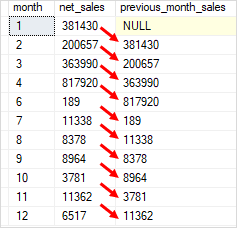 month net_sales previous_month_sales
1 381430 NULL
2 200657 381430
3 363990 200657
4 817920 363990
6 189 817920
7 11338 189
8 8378 11338
9 8964 8378
10 3781 8964
11 11362 3781
12 6517 11362